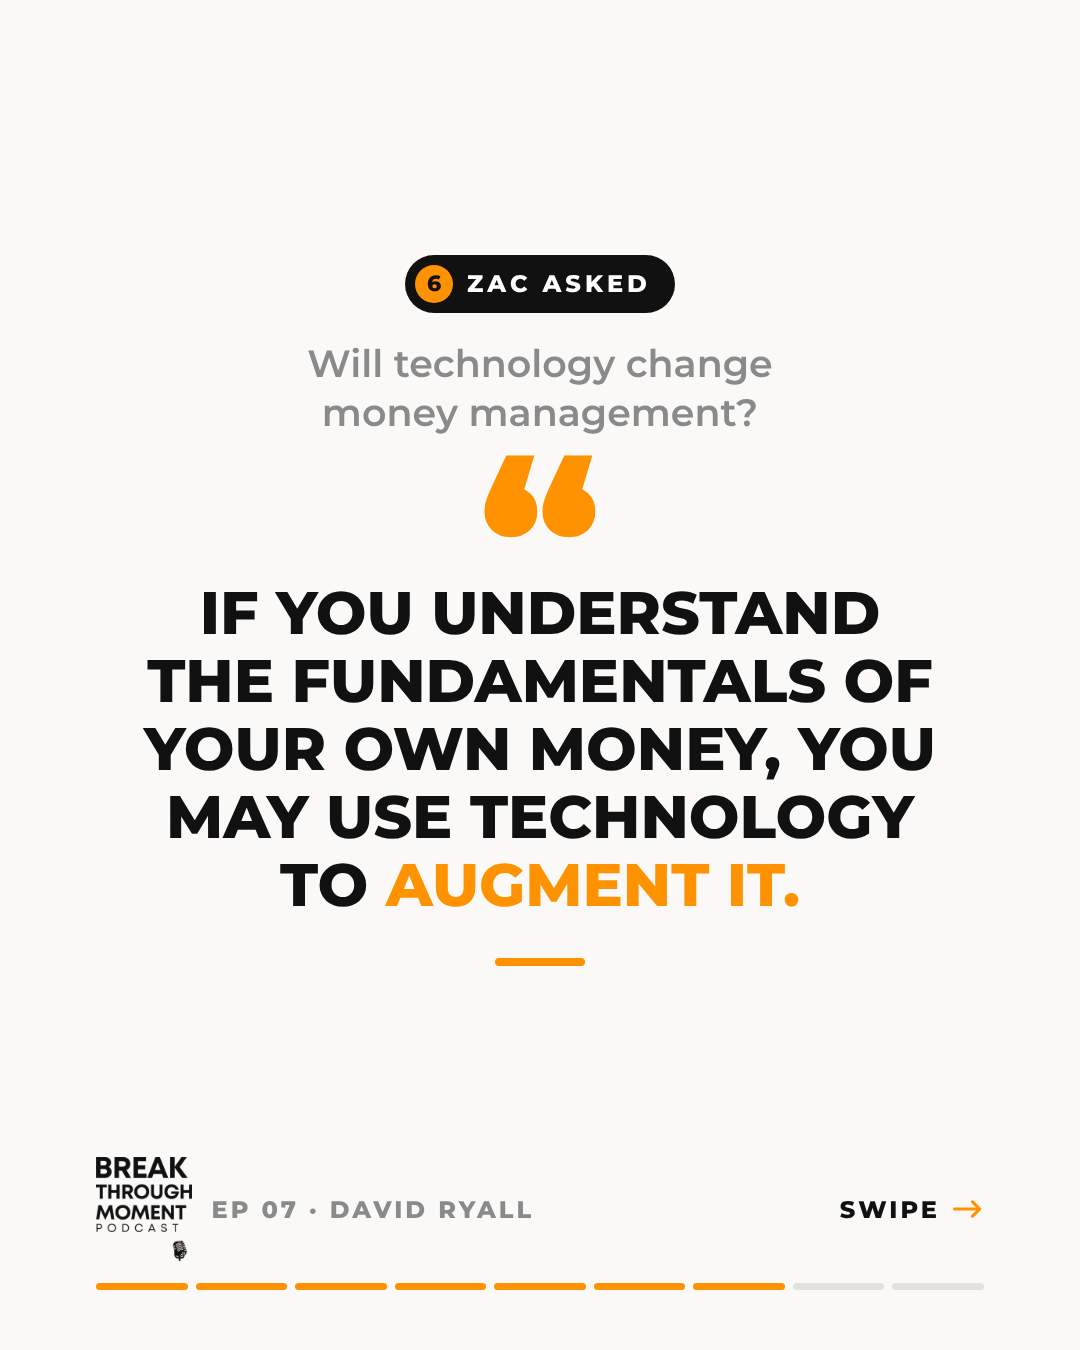 6 ZAC ASKED
Will technology change
money management?
“
IF YOU UNDERSTAND
THE FUNDAMENTALS OF
YOUR OWN MONEY, YOU
MAY USE TECHNOLOGY
TO AUGMENT IT.
BREAK
THROUGH
MOMENT
PODCAST
EP 07 · DAVID RYALL
SWIPE →